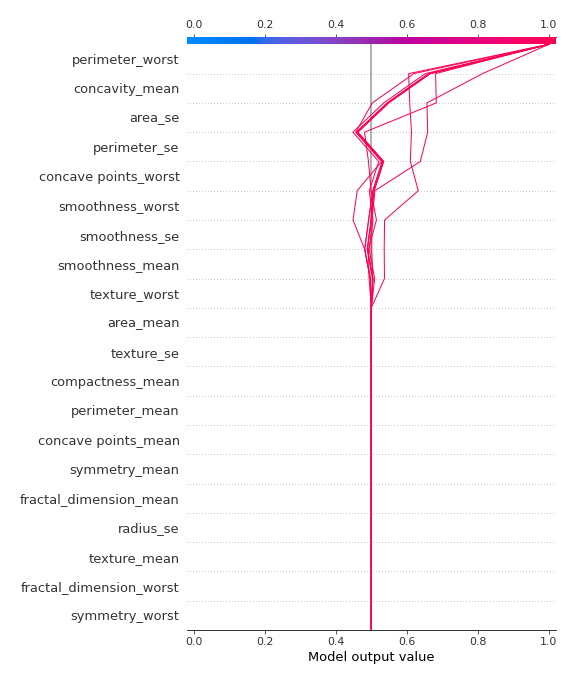 0.0 0.2 0.4 0.6 0.8 1.0
perimeter_worst
concavity_mean
area_se
perimeter_se
concave points_worst
smoothness_worst
smoothness_se
smoothness_mean
texture_worst
area_mean
texture_se
compactness_mean
perimeter_mean
concave points_mean
symmetry_mean
fractal_dimension_mean
radius_se
texture_mean
fractal_dimension_worst
symmetry_worst
0.0 0.2 0.4 0.6 0.8 1.0
Model output value